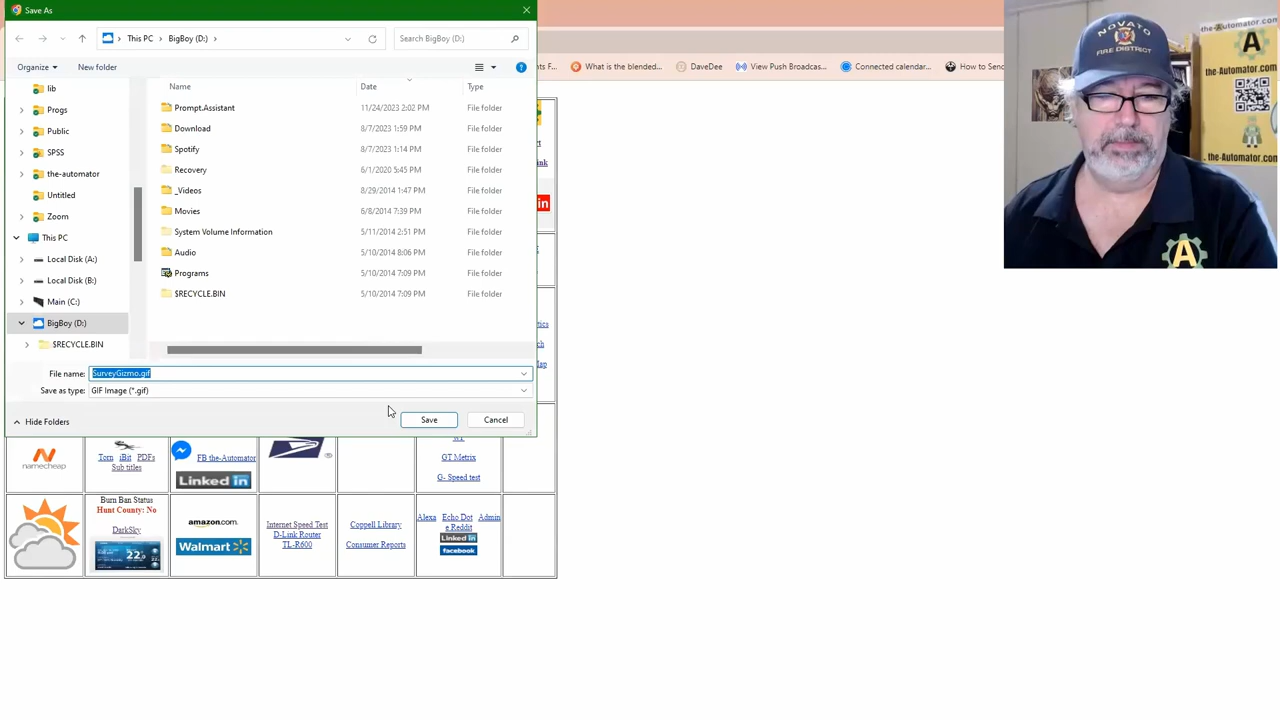 Save As
This PC > BigBoy (D:) >
Search BigBoy (D:)
Organize
New folder
What is the blended...
DaveDee
View Push Broadcas...
Connected calendar...
How to Senc
NOVATO
FIRE DISTRICT
the-Automator.com
A
the-Automator.com
A
lib
Progs
Public
SPSS
the-automator
Untitled
Zoom
This PC
Local Disk (A:)
Local Disk (B:)
Main (C:)
BigBoy (D:)
$RECYCLE.BIN
Name Date Type
Prompt.Assistant 11/24/2023 2:02 PM File folder
Download 8/7/2023 1:59 PM File folder
Spotify 8/7/2023 1:14 PM File folder
Recovery 6/1/2020 5:45 PM File folder
_Videos 8/29/2014 1:47 PM File folder
Movies 6/8/2014 7:39 PM File folder
System Volume Information 5/11/2014 2:51 PM File folder
Audio 5/10/2014 8:06 PM File folder
Programs 5/10/2014 7:09 PM File folder
$RECYCLE.BIN 5/10/2014 7:09 PM File folder
File name: SurveyGizmo.gif
Save as type: GIF Image (*.gif)
Hide Folders
Save
Cancel
in
namecheap
Torn iBit PDFs
Sub titles
FB the-Automator
Linked in
GT Metrix
G- Speed test
Burn Ban Status
Hunt County: No
DarkSky
22
amazon.com
Walmart
Internet Speed Test
D-Link Router
TL-R600
Coppell Library
Consumer Reports
Alexa Echo Dot Admin
e Reddit
Linked in
facebook